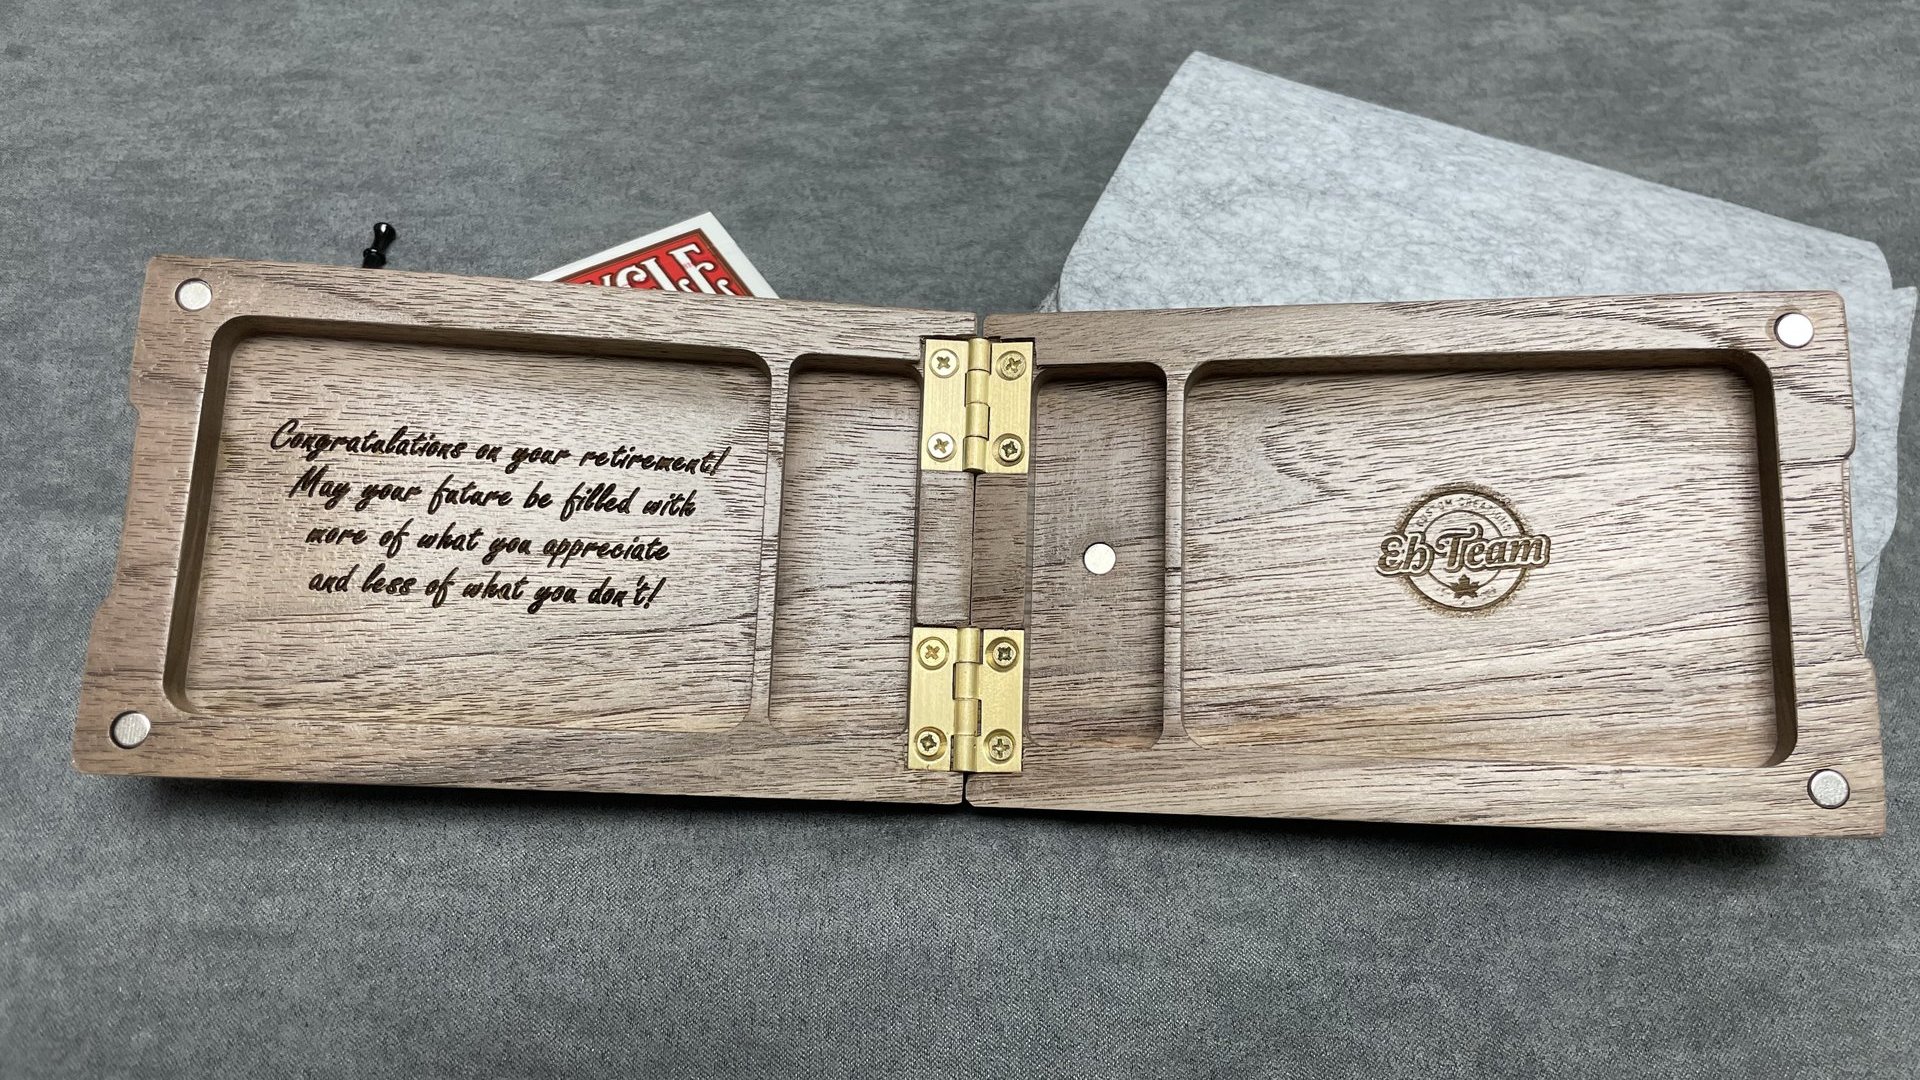 CYCLE
Congratulations on your retirement!
May your future be filled with
more of what you appreciate
and less of what you don't!
Eh Team